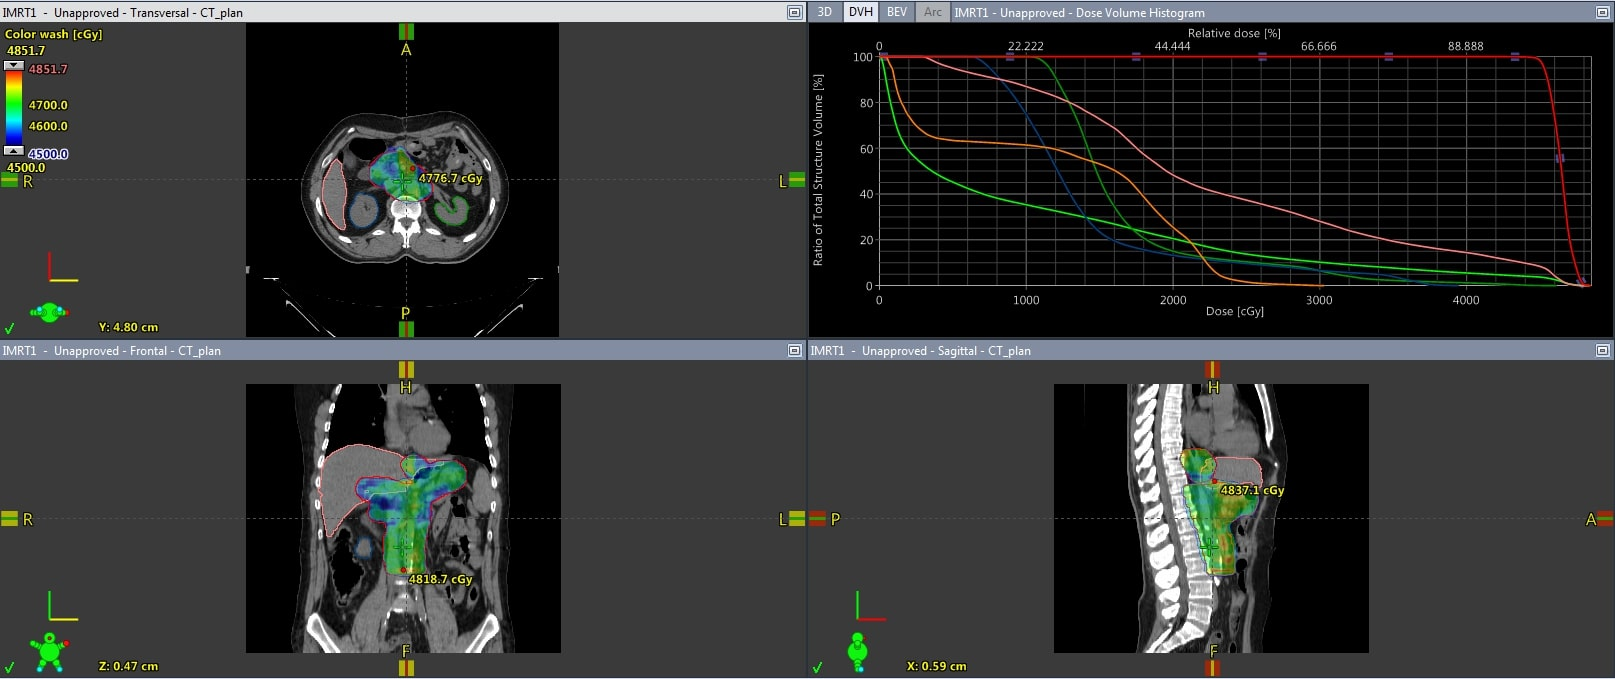 IMRT1 - Unapproved - Transversal - CT_plan
Color wash [cGy]
4851.7
4851.7
4700.0
4600.0
4500.0
4500.0
A
R
L
4776.7 cGy
P
Y: 4.80 cm
3D DVH BEV Arc IMRT1 - Unapproved - Dose Volume Histogram
Relative dose [%]
0 22.222 44.444 66.666 88.888
Ratio of Total Structure Volume [%]
100
80
60
40
20
0
0 1000 2000 3000 4000
Dose [cGy]
IMRT1 - Unapproved - Frontal - CT_plan
H
R
L
4818.7 cGy
F
Z: 0.47 cm
IMRT1 - Unapproved - Sagittal - CT_plan
H
4837.1 cGy
P
A
F
X: 0.59 cm